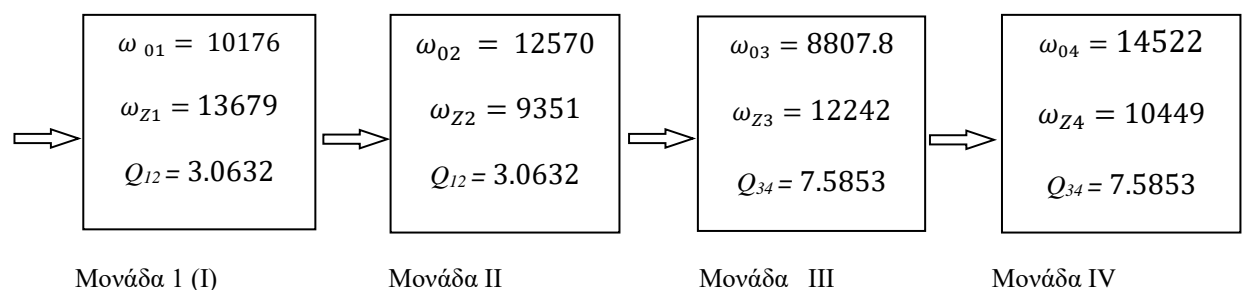 ω 01 = 10176 ω02 = 12570 ω03 = 8807.8 ω04 = 14522
ωZ1 = 13679 ωZ2 = 9351 ωZ3 = 12242 ωZ4 = 10449
Q12 = 3.0632 Q12 = 3.0632 Q34 = 7.5853 Q34 = 7.5853
Μονάδα 1 (I) Μονάδα II Μονάδα III Μονάδα IV